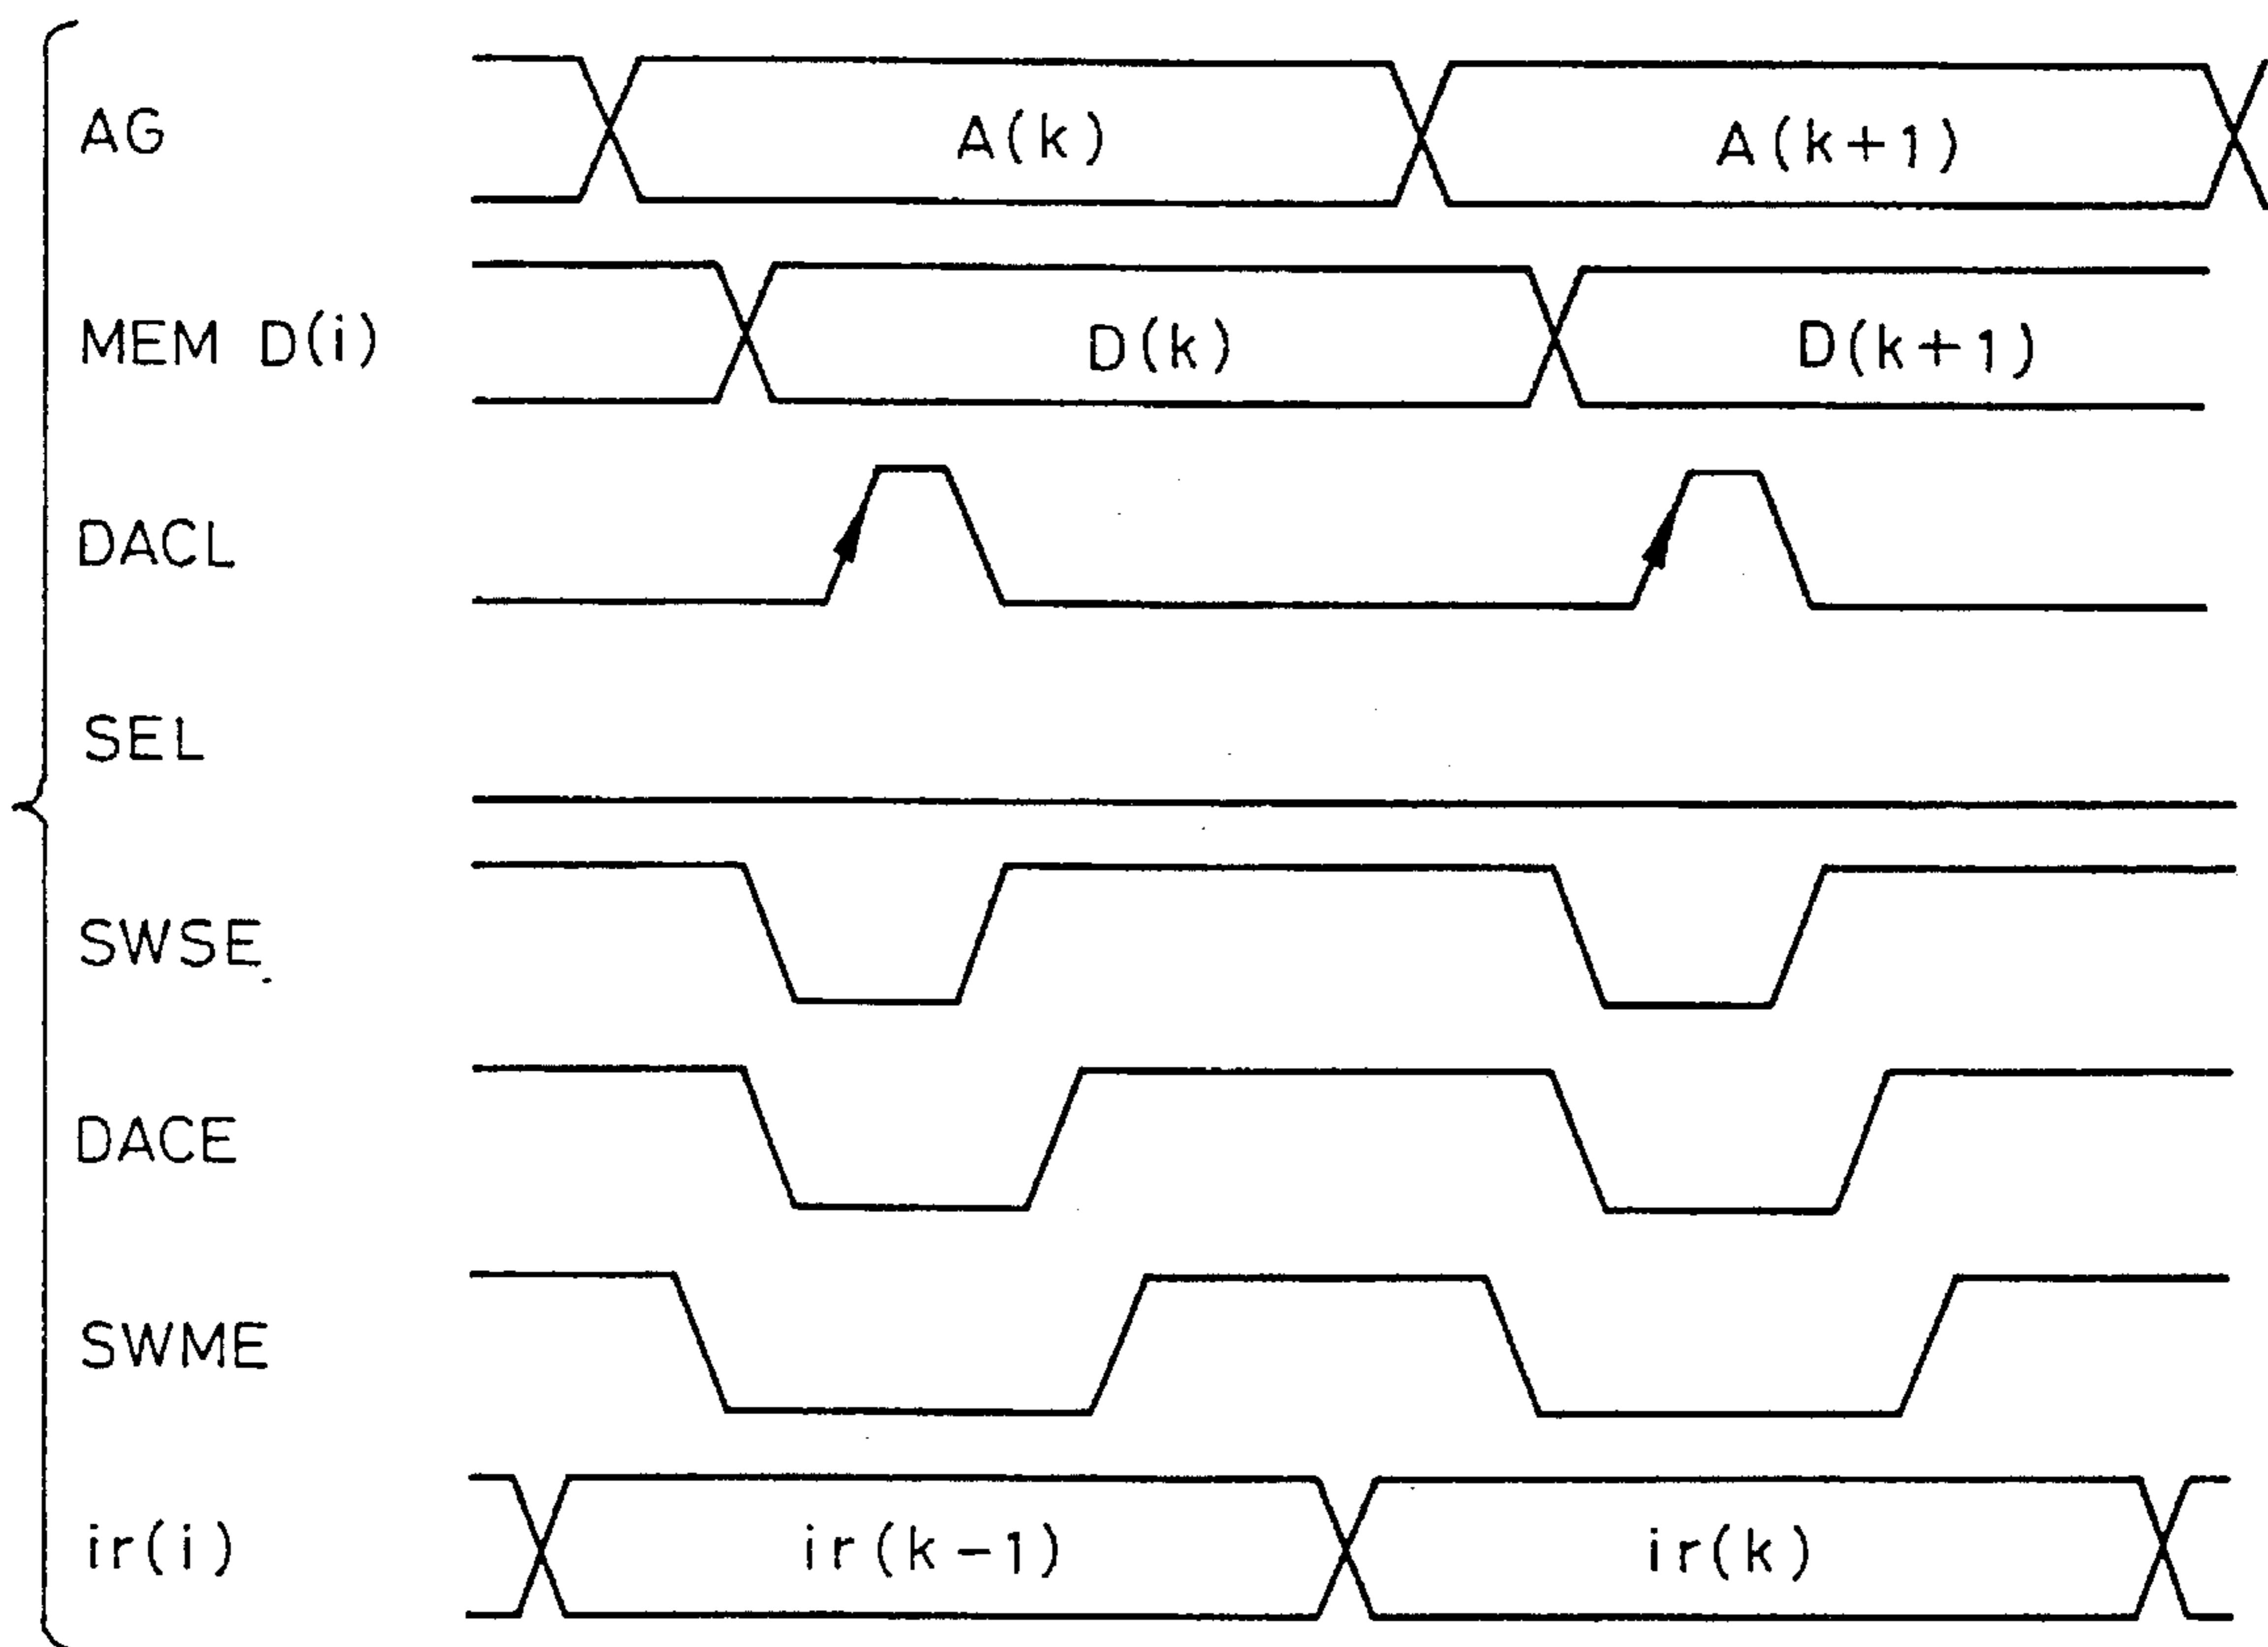 AG A(k) A(k+1)
MEM D(i) D(k) D(k+1)
DACL
SEL
SWSE
DACE
SWME
ir(i) ir(k-1) ir(k)